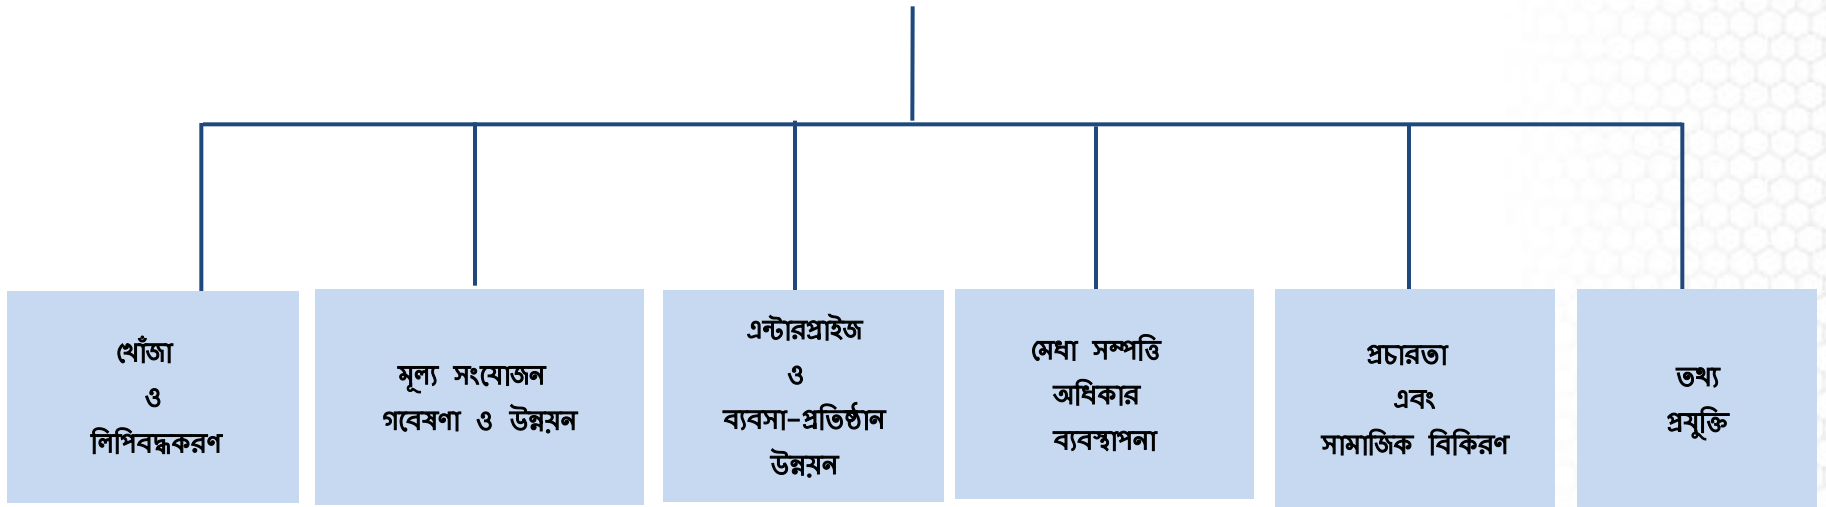 খোঁজা
ও
লিপিবদ্ধকরণ
মূল্য সংযোজন
গবেষণা ও উন্নয়ন
এন্টারপ্রাইজ
ও
ব্যবসা-প্রতিষ্ঠান
উন্নয়ন
মেধা সম্পত্তি
অধিকার
ব্যবস্থাপনা
প্রচারতা
এবং
সামাজিক বিকিরণ
তথ্য
প্রযুক্তি